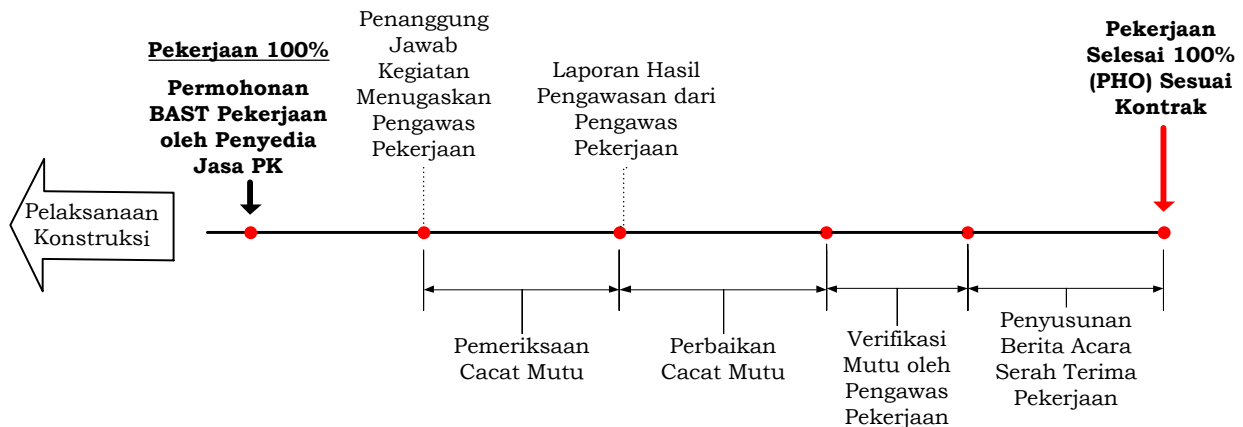 Pekerjaan 100%
Permohonan
BAST Pekerjaan
oleh Penyedia
Jasa PK
Penanggung
Jawab
Kegiatan
Menugaskan
Pengawas
Pekerjaan
Laporan Hasil
Pengawasan dari
Pengawas
Pekerjaan
Pekerjaan
Selesai 100%
(PHO) Sesuai
Kontrak
Pelaksanaan
Konstruksi
Pemeriksaan
Cacat Mutu
Perbaikan
Cacat Mutu
Verifikasi
Mutu oleh
Pengawas
Pekerjaan
Penyusunan
Berita Acara
Serah Terima
Pekerjaan